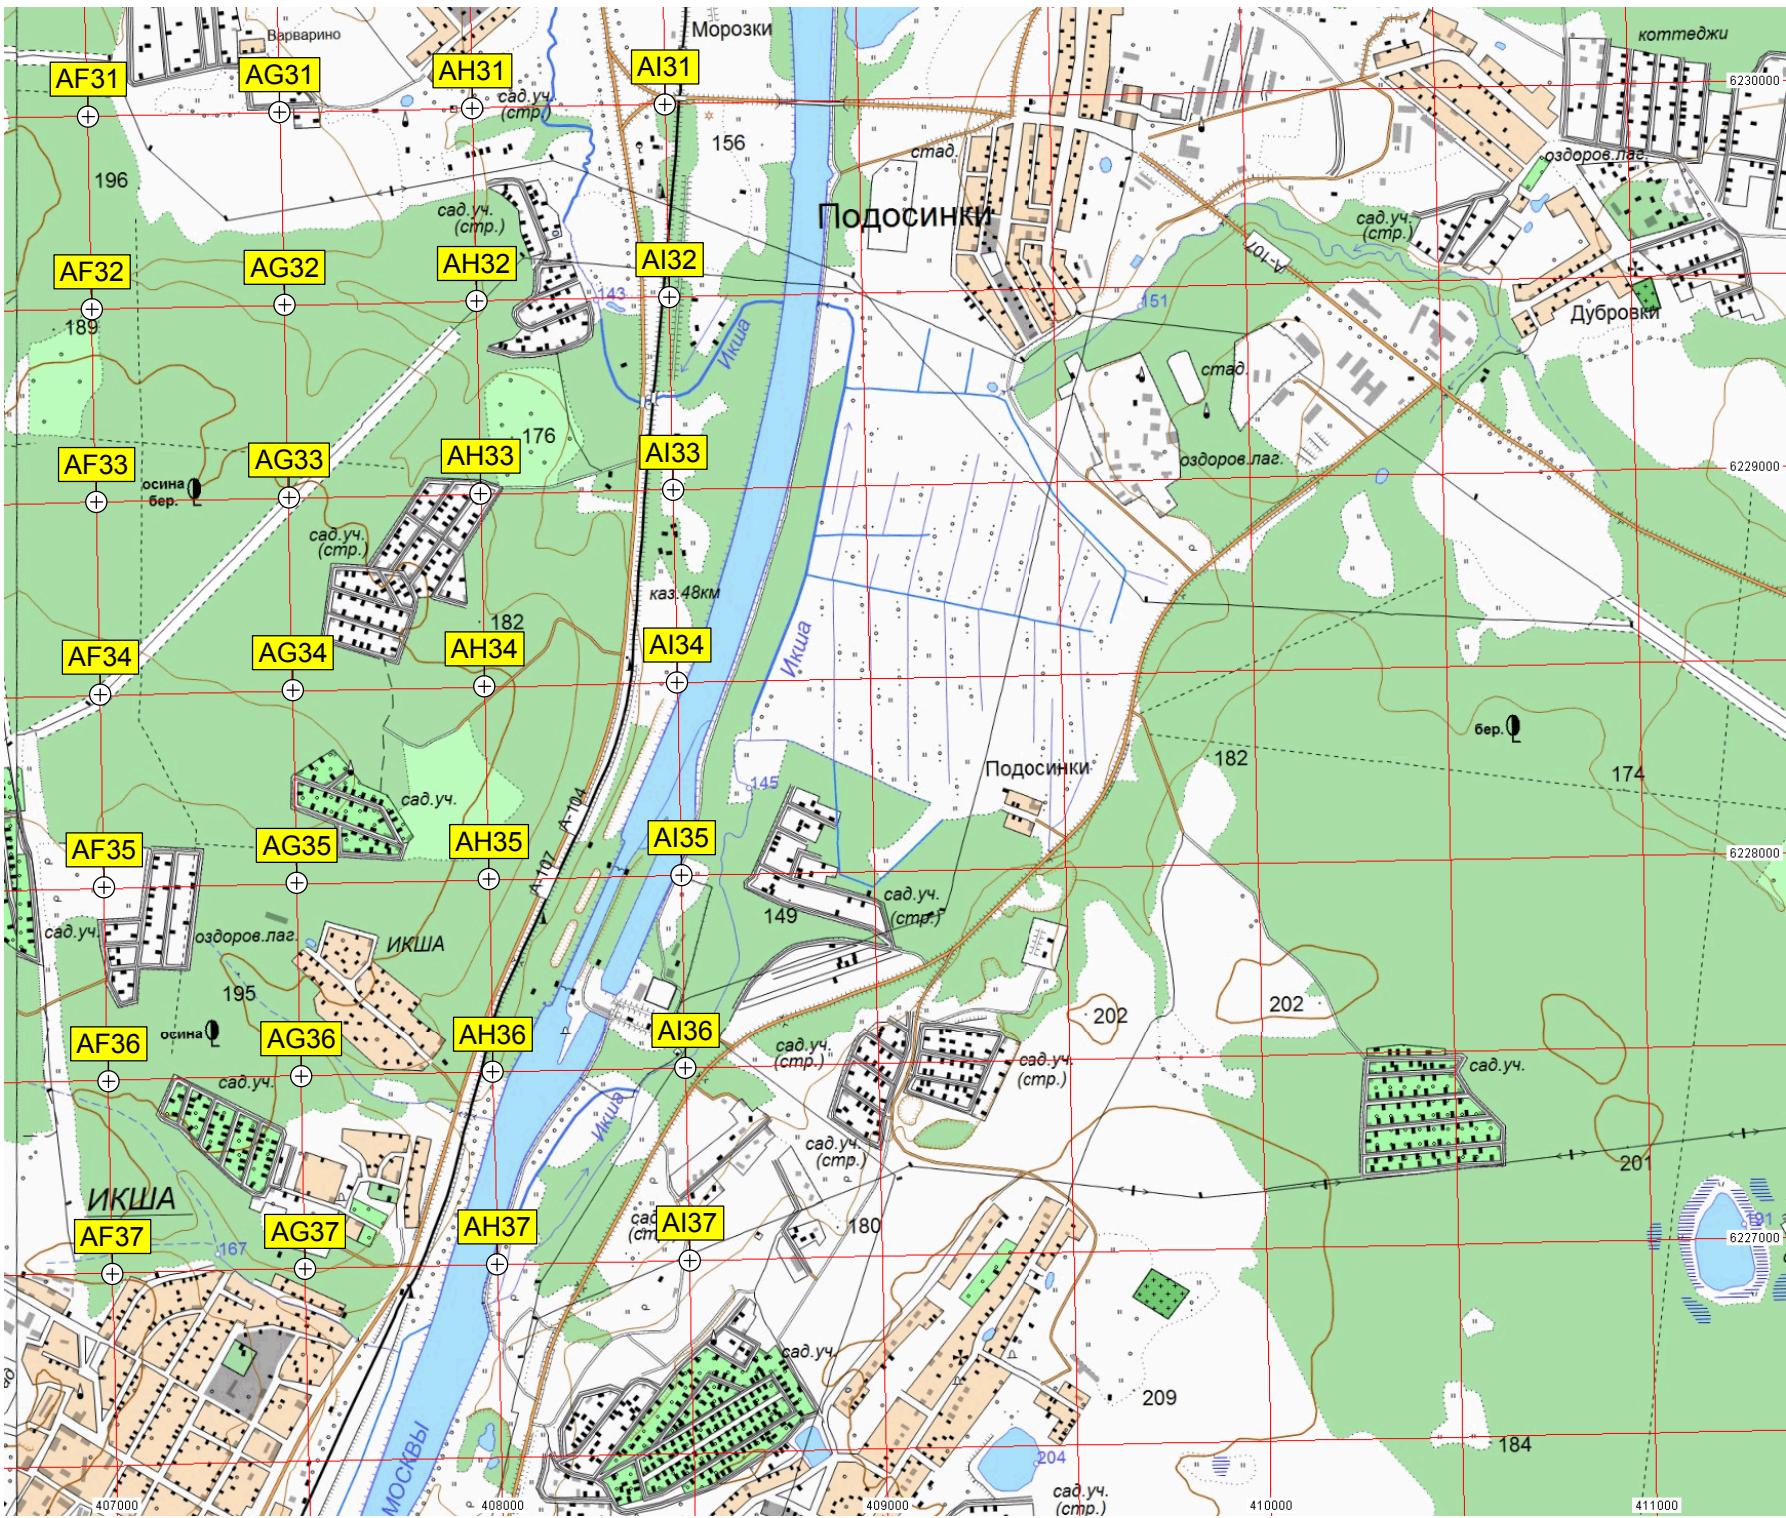 Варварино
Морозки
коттеджи
AF31
AG31
AH31
AI31
6230000
сад.уч.
(стр.)
156
стад.
оздоров.лаг.
196
сад.уч.
(стр.)
Подосинки
сад.уч.
(стр.)
А-107
AF32
AG32
AH32
AI32
143
151
189
Икша
Дубровки
стад.
176
AF33
AG33
AH33
AI33
оздоров.лаг.
6229000
осина
бер.
сад.уч.
(стр.)
каз.48км
182
Икша
AF34
AG34
AH34
AI34
бер.
182
174
145
Подосинки
сад.уч.
А-104
AF35
AG35
AH35
AI35
6228000
А-107
149
сад.уч.
(стр.)
сад.уч.
оздоров.лаг.
ИКША
195
202
202
осина
AF36
AG36
AH36
AI36
сад.уч.
(стр.)
сад.уч.
(стр.)
сад.уч.
сад.уч.
Икша
сад.уч.
(стр.)
201
ИКША
AF37
AG37
AH37
AI37
180
191
6227000
167
сад.уч.
209
184
МОСКВЫ
204
сад.уч.
(стр.)
407000
408000
409000
410000
411000